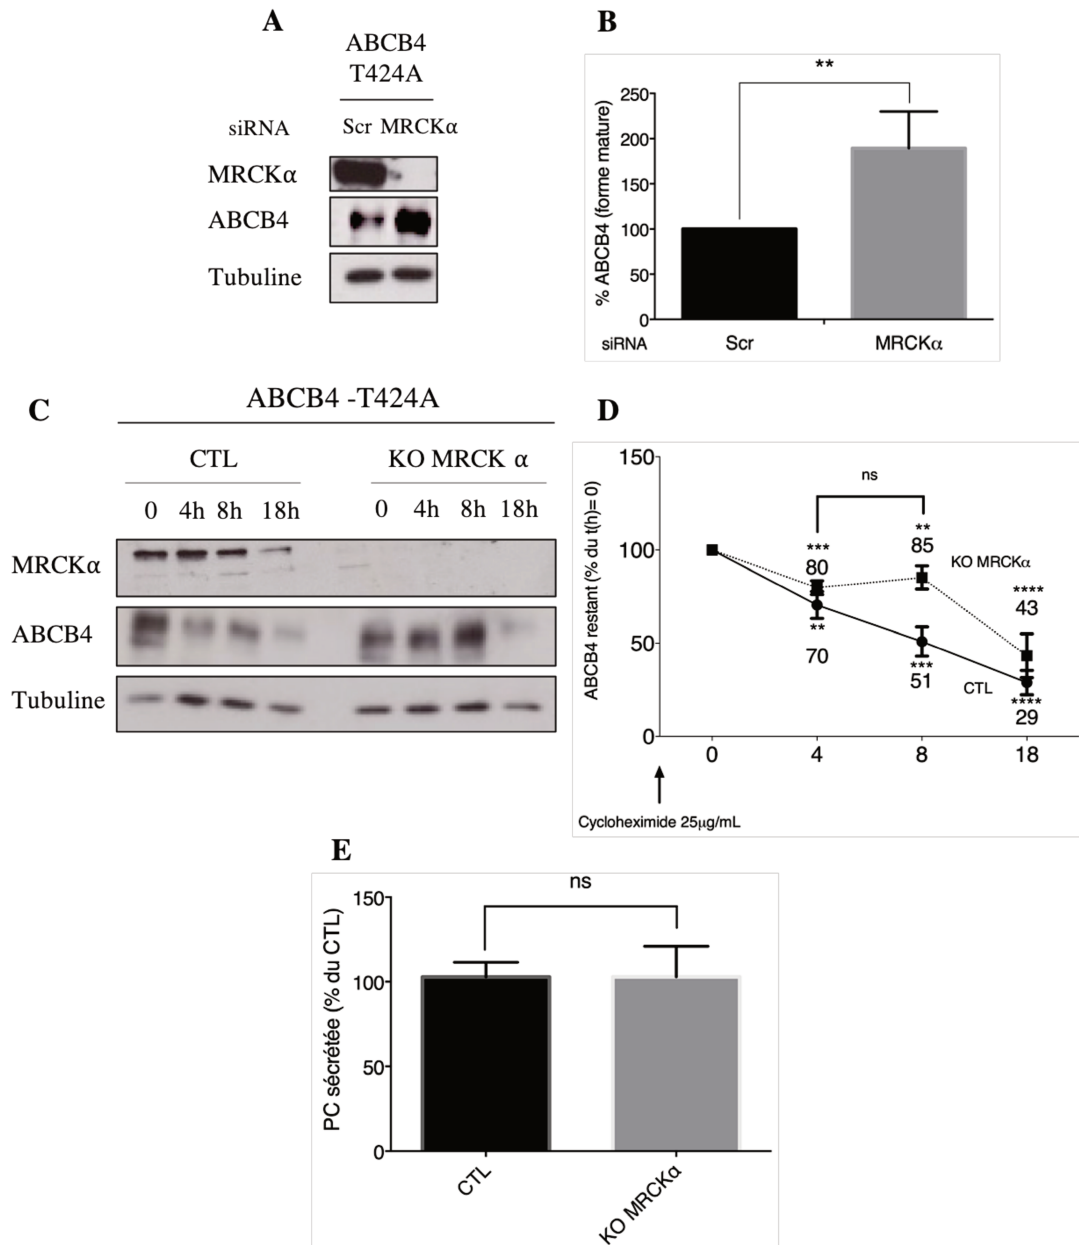 A
ABCB4
T424A
siRNA Scr MRCKα
MRCKα
ABCB4
Tubuline
B
**
250
200
150
100
50
0
% ABCB4 (forme mature)
siRNA Scr MRCKα
C
ABCB4 -T424A
CTL KO MRCK α
0 4h 8h 18h 0 4h 8h 18h
MRCKα
ABCB4
Tubuline
D
150
100
50
0
ABCB4 restant (% du t(h)= 0)
ns
***
80
**
85
KO MRCKα
****
43
**
70
***
51
CTL
****
29
0 4 8 18
Cycloheximide 25µg/mL
E
ns
150
100
50
0
PC sécrétée (% du CTL)
CTL
KO MRCKα